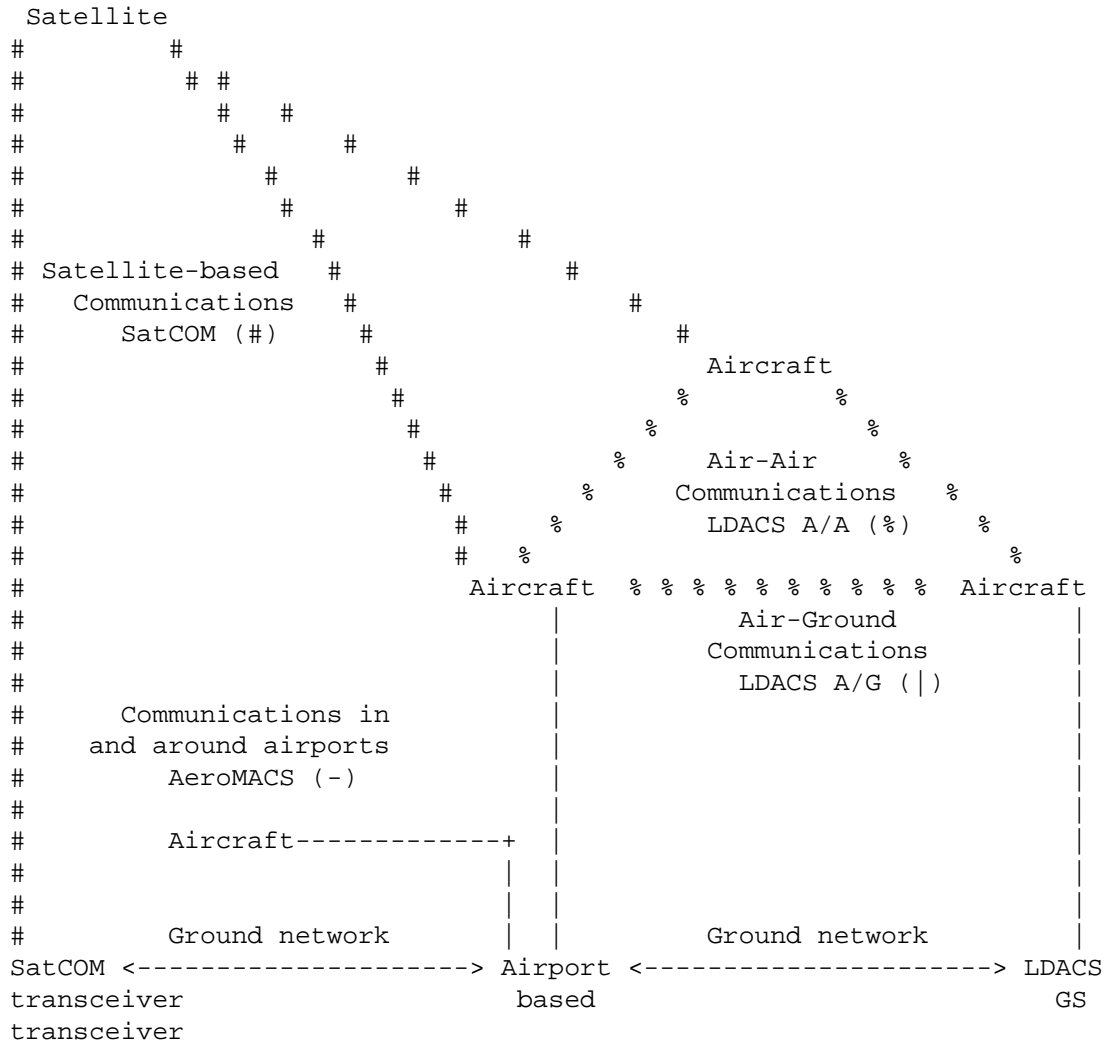 Satellite
#         #
#          # #
#            #   #
#             #      #
#               #        #
#                #          #
#                  #            #
# Satellite-based   #              #
#   Communications   #                 #
#      SatCOM (#)     #                   #
#                      #                    Aircraft
#                       #                 %         %
#                        #              %             %
#                         #           %     Air-Air     %
#                          #        %     Communications   %
#                           #     %         LDACS A/A (%)    %
#                           #   %                              %
#                            Aircraft  % % % % % % % % % %  Aircraft
#                                 |           Air-Ground           |
#                                 |         Communications         |
#                                 |           LDACS A/G (|)        |
#      Communications in          |                                |
#    and around airports          |                                |
#         AeroMACS (-)            |                                |
#                                 |                                |
#         Aircraft-------------+  |                                |
#                              |  |                                |
#                              |  |                                |
#         Ground network       |  |         Ground network         |
SatCOM <---------------------> Airport <----------------------> LDACS
transceiver                     based                             GS
transceiver